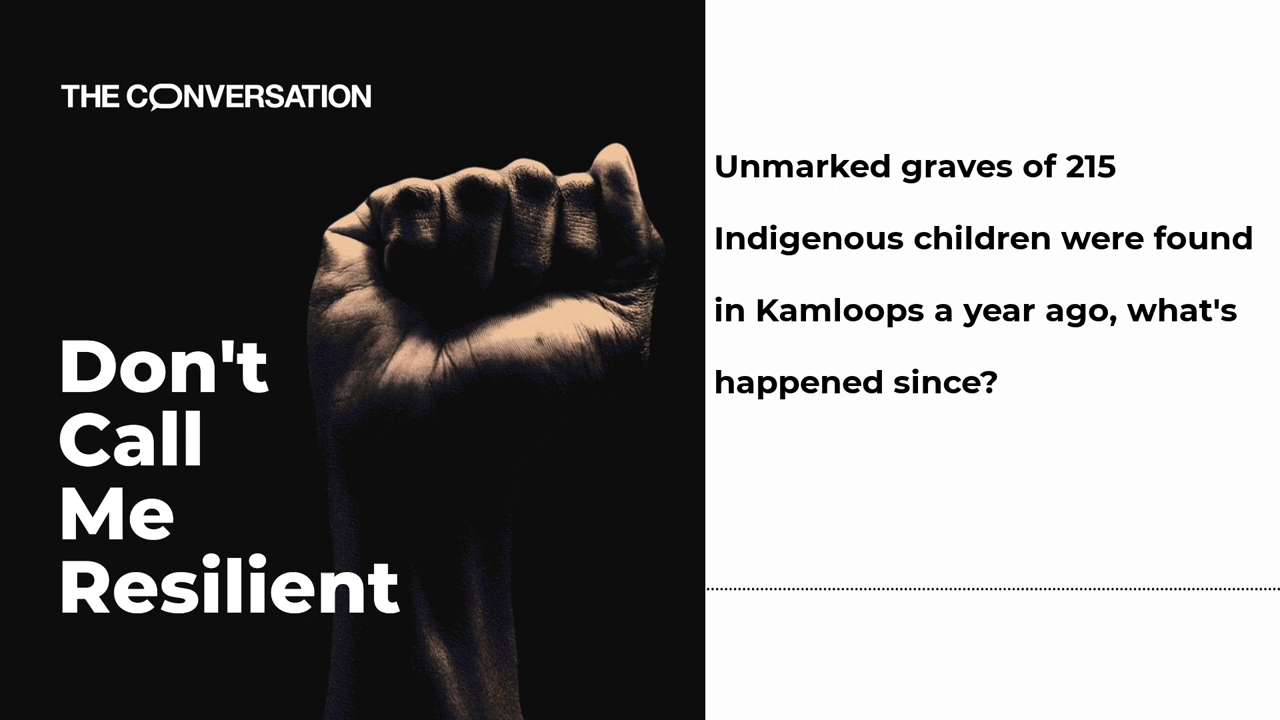 THE CONVERSATION
Don't
Call
Me
Resilient
Unmarked graves of 215
Indigenous children were found
in Kamloops a year ago, what's
happened since?